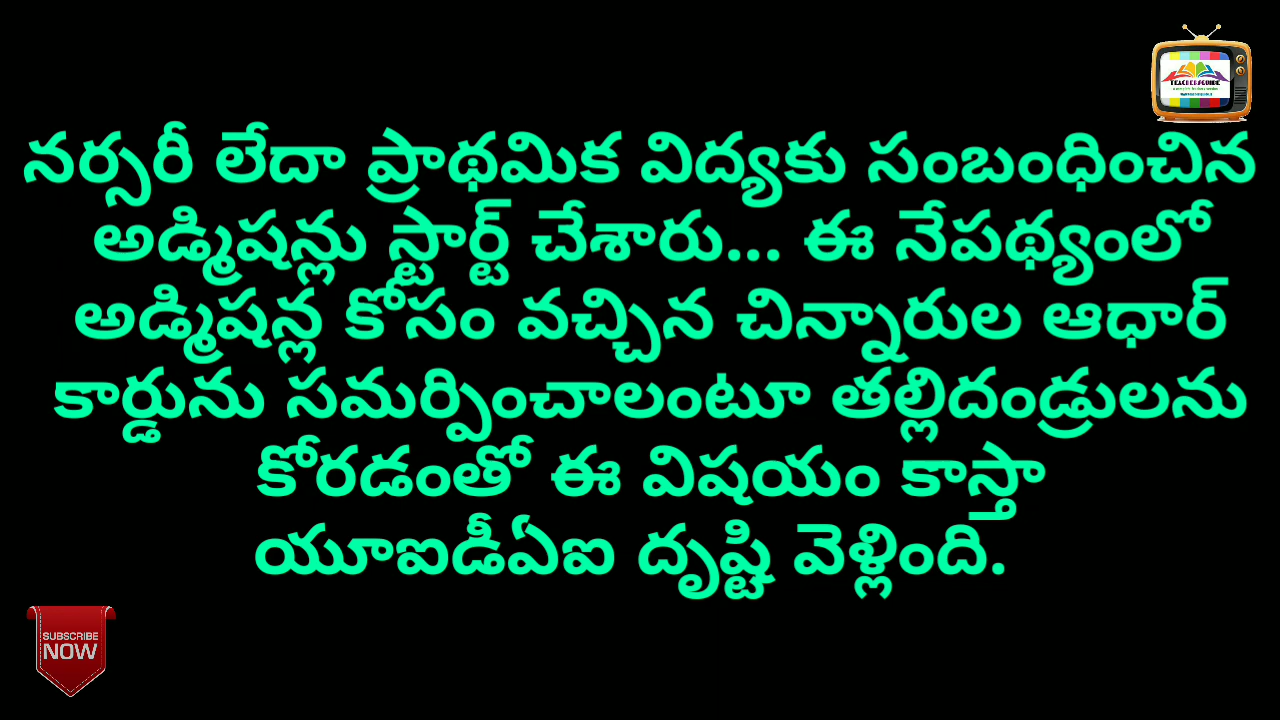 TEACHERSGUIDE
నర్సరీ లేదా ప్రాథమిక విద్యకు సంబంధించిన
అడ్మిషన్లు స్టార్ట్ చేశారు... ఈ నేపథ్యంలో
అడ్మిషన్ల కోసం వచ్చిన చిన్నారుల ఆధార్
కార్డును సమర్పించాలంటూ తల్లిదండ్రులను
కోరడంతో ఈ విషయం కాస్తా
యూఐడీఏఐ దృష్టి వెళ్లింది.
SUBSCRIBE
NOW